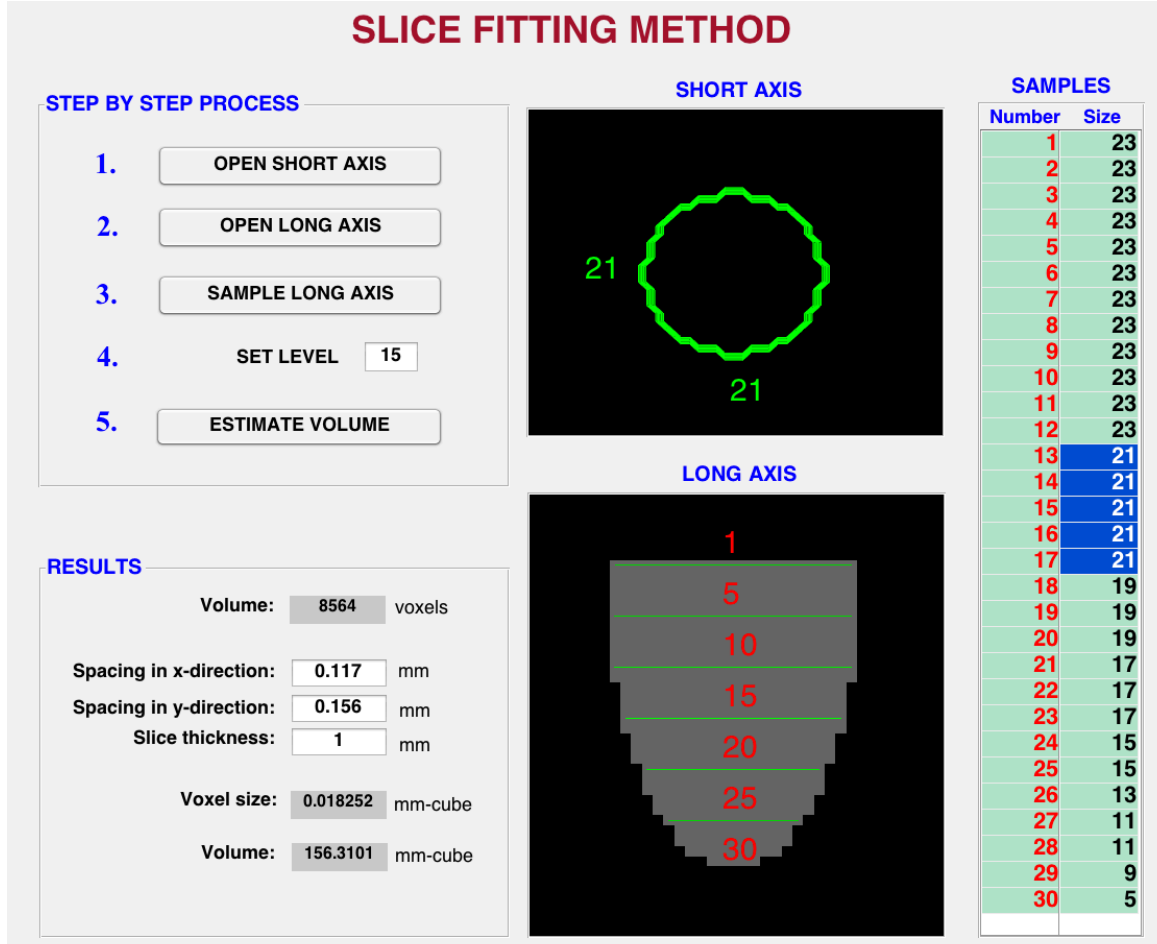 SLICE FITTING METHOD
STEP BY STEP PROCESS
1. OPEN SHORT AXIS
2. OPEN LONG AXIS
3. SAMPLE LONG AXIS
4. SET LEVEL 15
5. ESTIMATE VOLUME
RESULTS
Volume: 8564 voxels
Spacing in x-direction: 0.117 mm
Spacing in y-direction: 0.156 mm
Slice thickness: 1 mm
Voxel size: 0.018252 mm-cube
Volume: 156.3101 mm-cube
SHORT AXIS
21
21
LONG AXIS
1
5
10
15
20
25
30
SAMPLES
Number Size
1 23
2 23
3 23
4 23
5 23
6 23
7 23
8 23
9 23
10 23
11 23
12 23
13 21
14 21
15 21
16 21
17 21
18 19
19 19
20 19
21 17
22 17
23 17
24 15
25 15
26 13
27 11
28 11
29 9
30 5